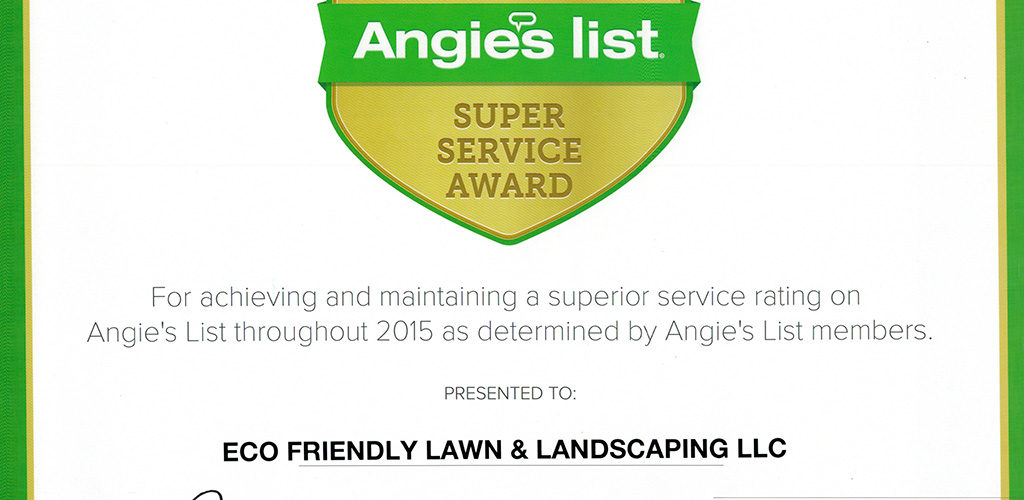 Angie's list
SUPER
SERVICE
AWARD
For achieving and maintaining a superior service rating on
Angie's List throughout 2015 as determined by Angie's List members.
PRESENTED TO:
ECO FRIENDLY LAWN & LANDSCAPING LLC